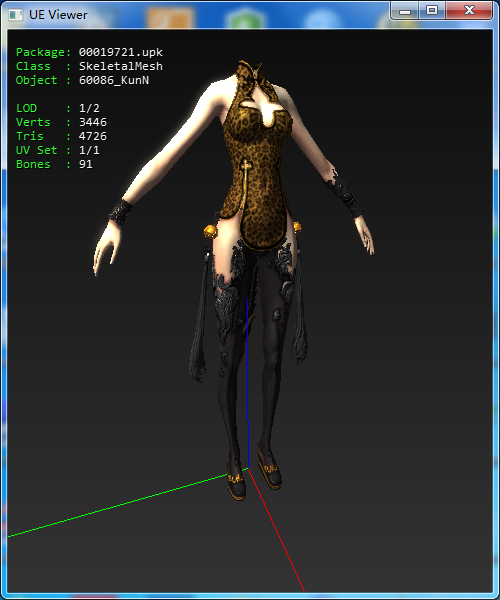 UE Viewer
Package: 00019721.upk
Class  : SkeletalMesh
Object : 60086_KunN
LOD    : 1/2
Verts  : 3446
Tris   : 4726
UV Set : 1/1
Bones  : 91